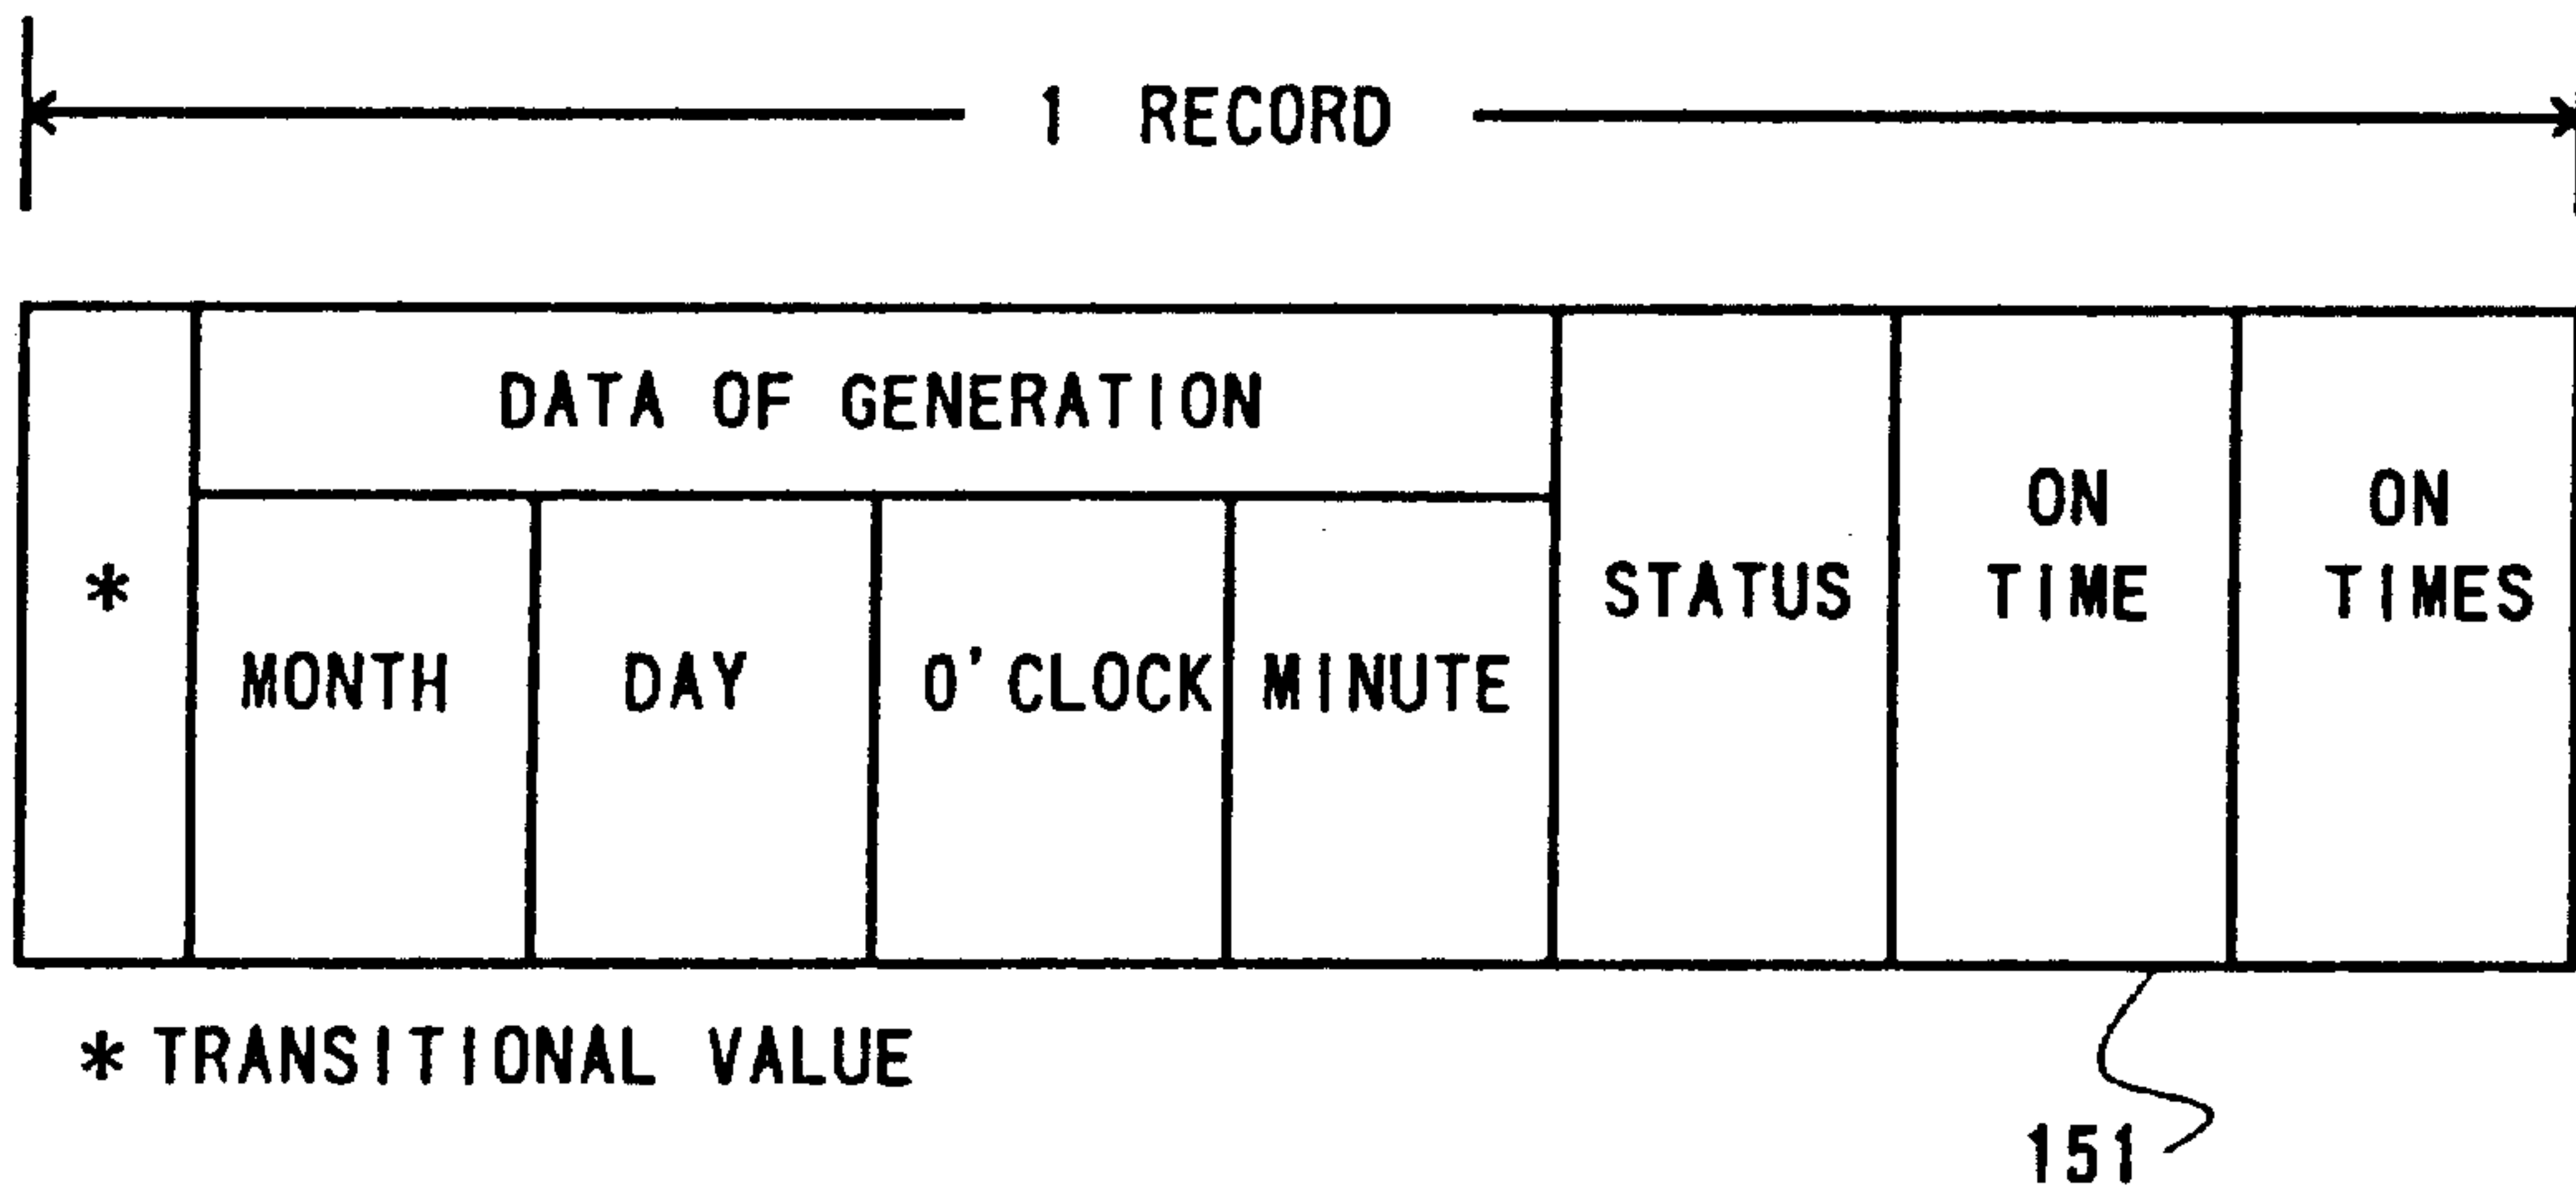 1 RECORD
DATA OF GENERATION
*
MONTH
DAY
O'CLOCK
MINUTE
STATUS
ON
TIME
ON
TIMES
* TRANSITIONAL VALUE
151